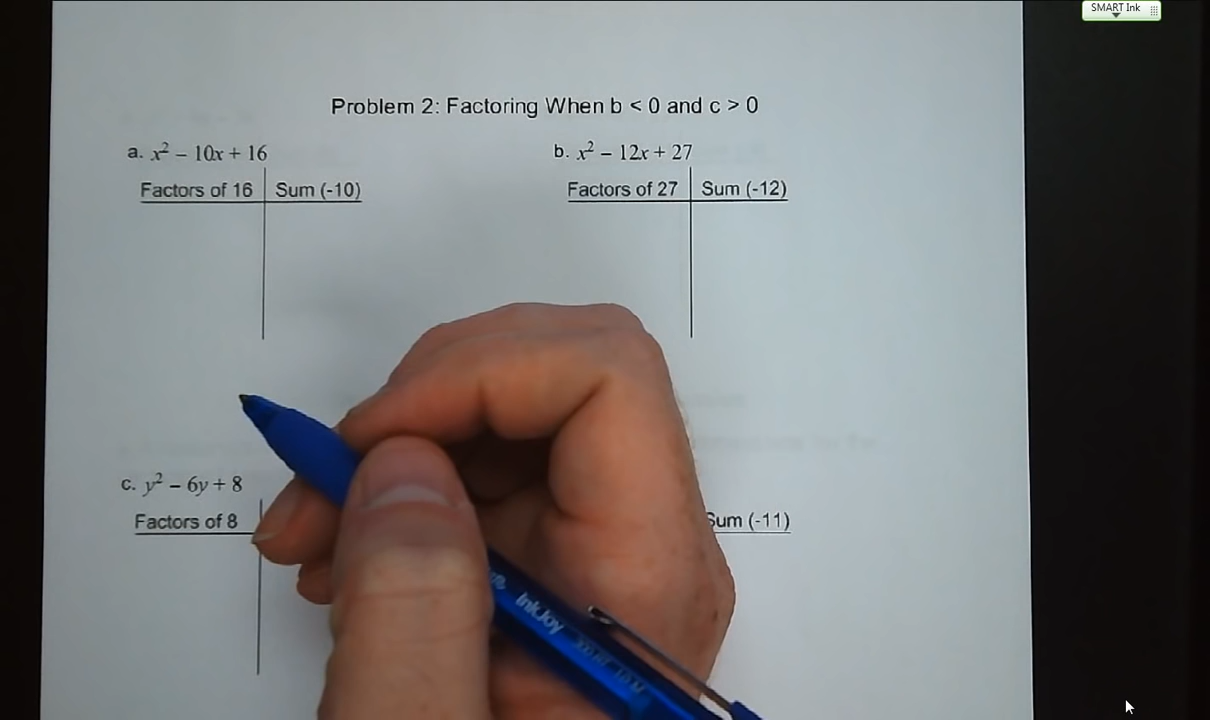 SMART Ink
Problem 2: Factoring When b < 0 and c > 0
a. x² – 10x + 16
Factors of 16 Sum (-10)
b. x² – 12x + 27
Factors of 27 Sum (-12)
c. y² – 6y + 8
Factors of 8
Sum (-11)
InkJoy